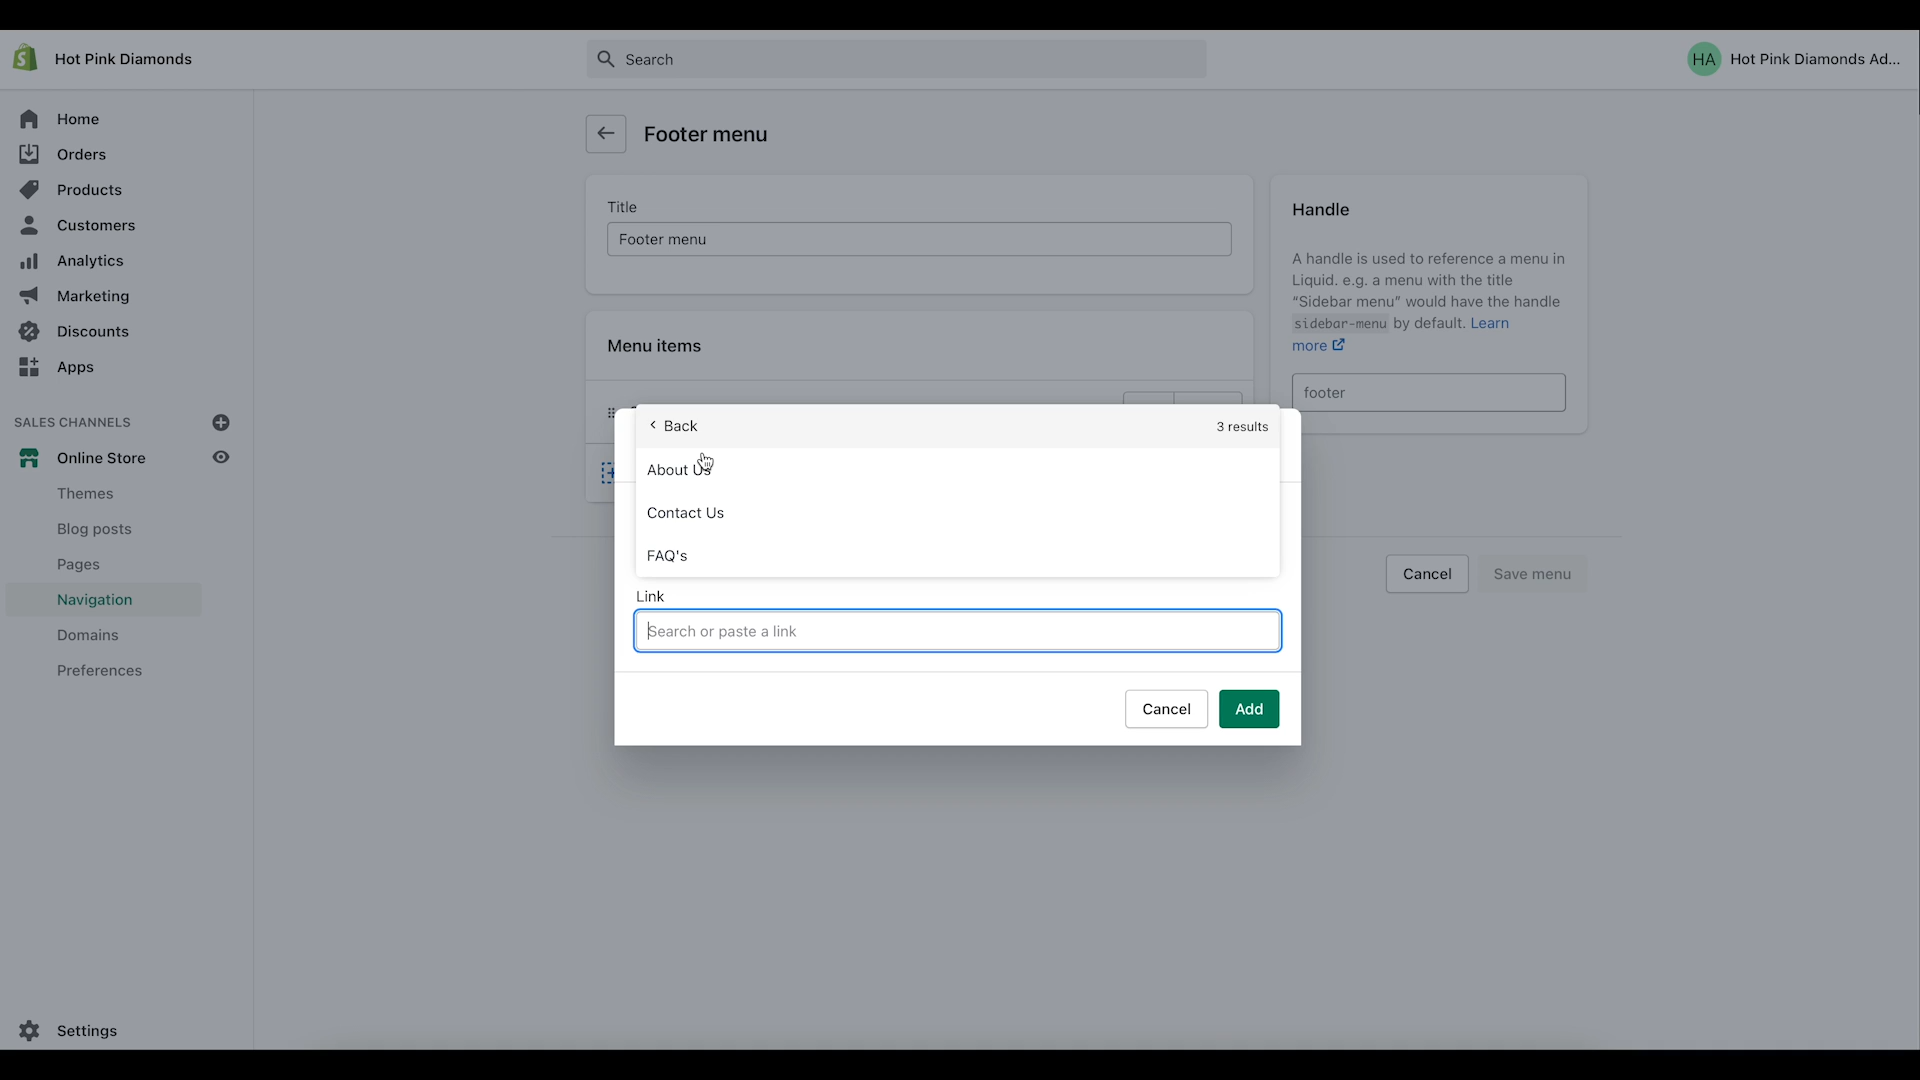 Hot Pink Diamonds
Search
HA
Hot Pink Diamonds Ad...
Home
Orders
Products
Customers
Analytics
Marketing
Discounts
Apps
SALES CHANNELS
Online Store
Themes
Blog posts
Pages
Navigation
Domains
Preferences
Settings
Footer menu
Title
Footer menu
Menu items
Handle
A handle is used to reference a menu in
Liquid. e.g. a menu with the title
“Sidebar menu” would have the handle
sidebar-menu by default. Learn
more
footer
Back
3 results
About Us
Contact Us
FAQ's
Link
Search or paste a link
Cancel
Add
Cancel
Save menu